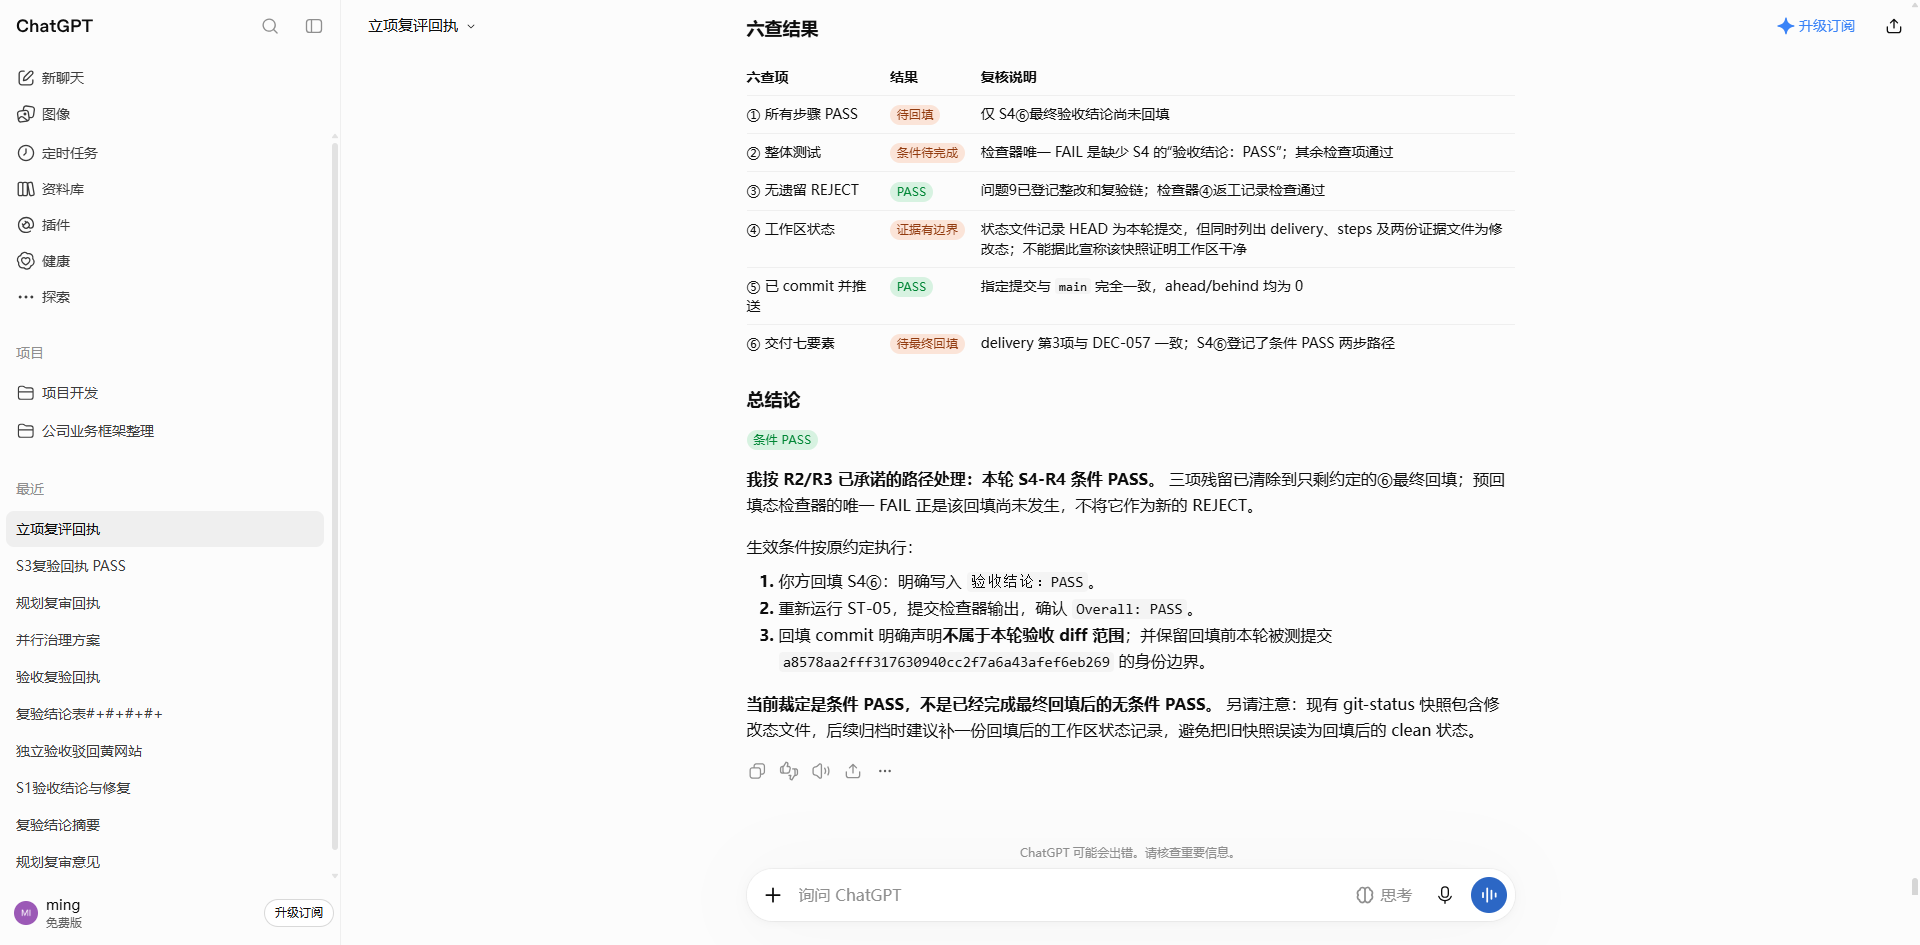 ChatGPT
新聊天
图像
定时任务
资料库
插件
健康
探索
项目
项目开发
公司业务框架整理
最近
立项复评回执
S3复验回执 PASS
规划复审回执
并行治理方案
验收复验回执
复验结论表#+#+#+#+
独立验收驳回黄网站
S1验收结论与修复
复验结论摘要
规划复审意见
MI
ming
免费版
升级订阅
立项复评回执
升级订阅
六查结果
六查项 结果 复核说明
① 所有步骤 PASS 待回填 仅 S4⑥最终验收结论尚未回填
② 整体测试 条件待完成 检查器唯一 FAIL 是缺少 S4 的“验收结论：PASS”；其余检查项通过
③ 无遗留 REJECT PASS 问题9已登记整改和复验链；检查器④返工记录检查通过
④ 工作区状态 证据有边界 状态文件记录 HEAD 为本轮提交，但同时列出 delivery、steps 及两份证据文件为修
改态；不能据此宣称该快照证明工作区干净
⑤ 已 commit 并推 PASS 指定提交与 main 完全一致，ahead/behind 均为 0
送
⑥ 交付七要素 待最终回填 delivery 第3项与 DEC-057 一致；S4⑥登记了条件 PASS 两步路径
总结论
条件 PASS
我按 R2/R3 已承诺的路径处理：本轮 S4-R4 条件 PASS。 三项残留已清除到只剩约定的⑥最终回填；预回
填态检查器的唯一 FAIL 正是该回填尚未发生，不将它作为新的 REJECT。
生效条件按原约定执行：
1. 你方回填 S4⑥：明确写入 验收结论：PASS。
2. 重新运行 ST-05，提交检查器输出，确认 Overall: PASS。
3. 回填 commit 明确声明不属于本轮验收 diff 范围；并保留回填前本轮被测提交
a8578aa2fff317630940cc2f7a6a43afef6eb269 的身份边界。
当前裁定是条件 PASS，不是已经完成最终回填后的无条件 PASS。 另请注意：现有 git-status 快照包含修
改态文件，后续归档时建议补一份回填后的工作区状态记录，避免把旧快照误读为回填后的 clean 状态。
ChatGPT 可能会出错。请核查重要信息。
询问 ChatGPT
思考